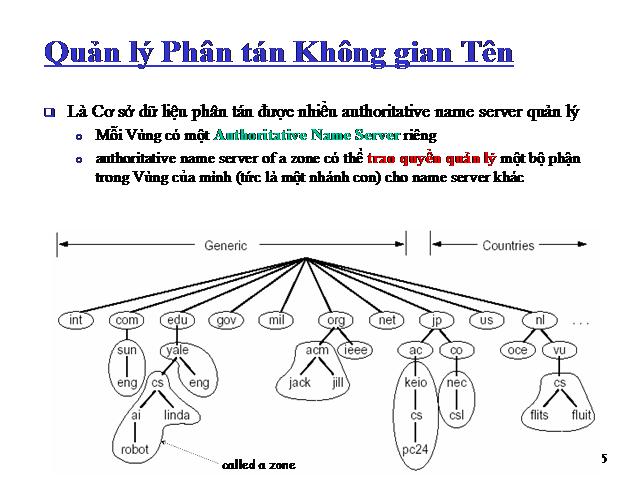 Quản lý Phân tán Không gian Tên
Là Cơ sở dữ liệu phân tán được nhiều authoritative name server quản lý
Mỗi Vùng có một Authoritative Name Server riêng
authoritative name server of a zone có thể trao quyền quản lý một bộ phận
trong Vùng của mình (tức là một nhánh con) cho name server khác
Generic Countries
int com edu gov mil org net jp us nl ...
sun yale acm ieee ac co oce vu
eng cs eng jack jill keio nec cs
ai linda cs csl flits fluit
robot pc24
called a zone
5